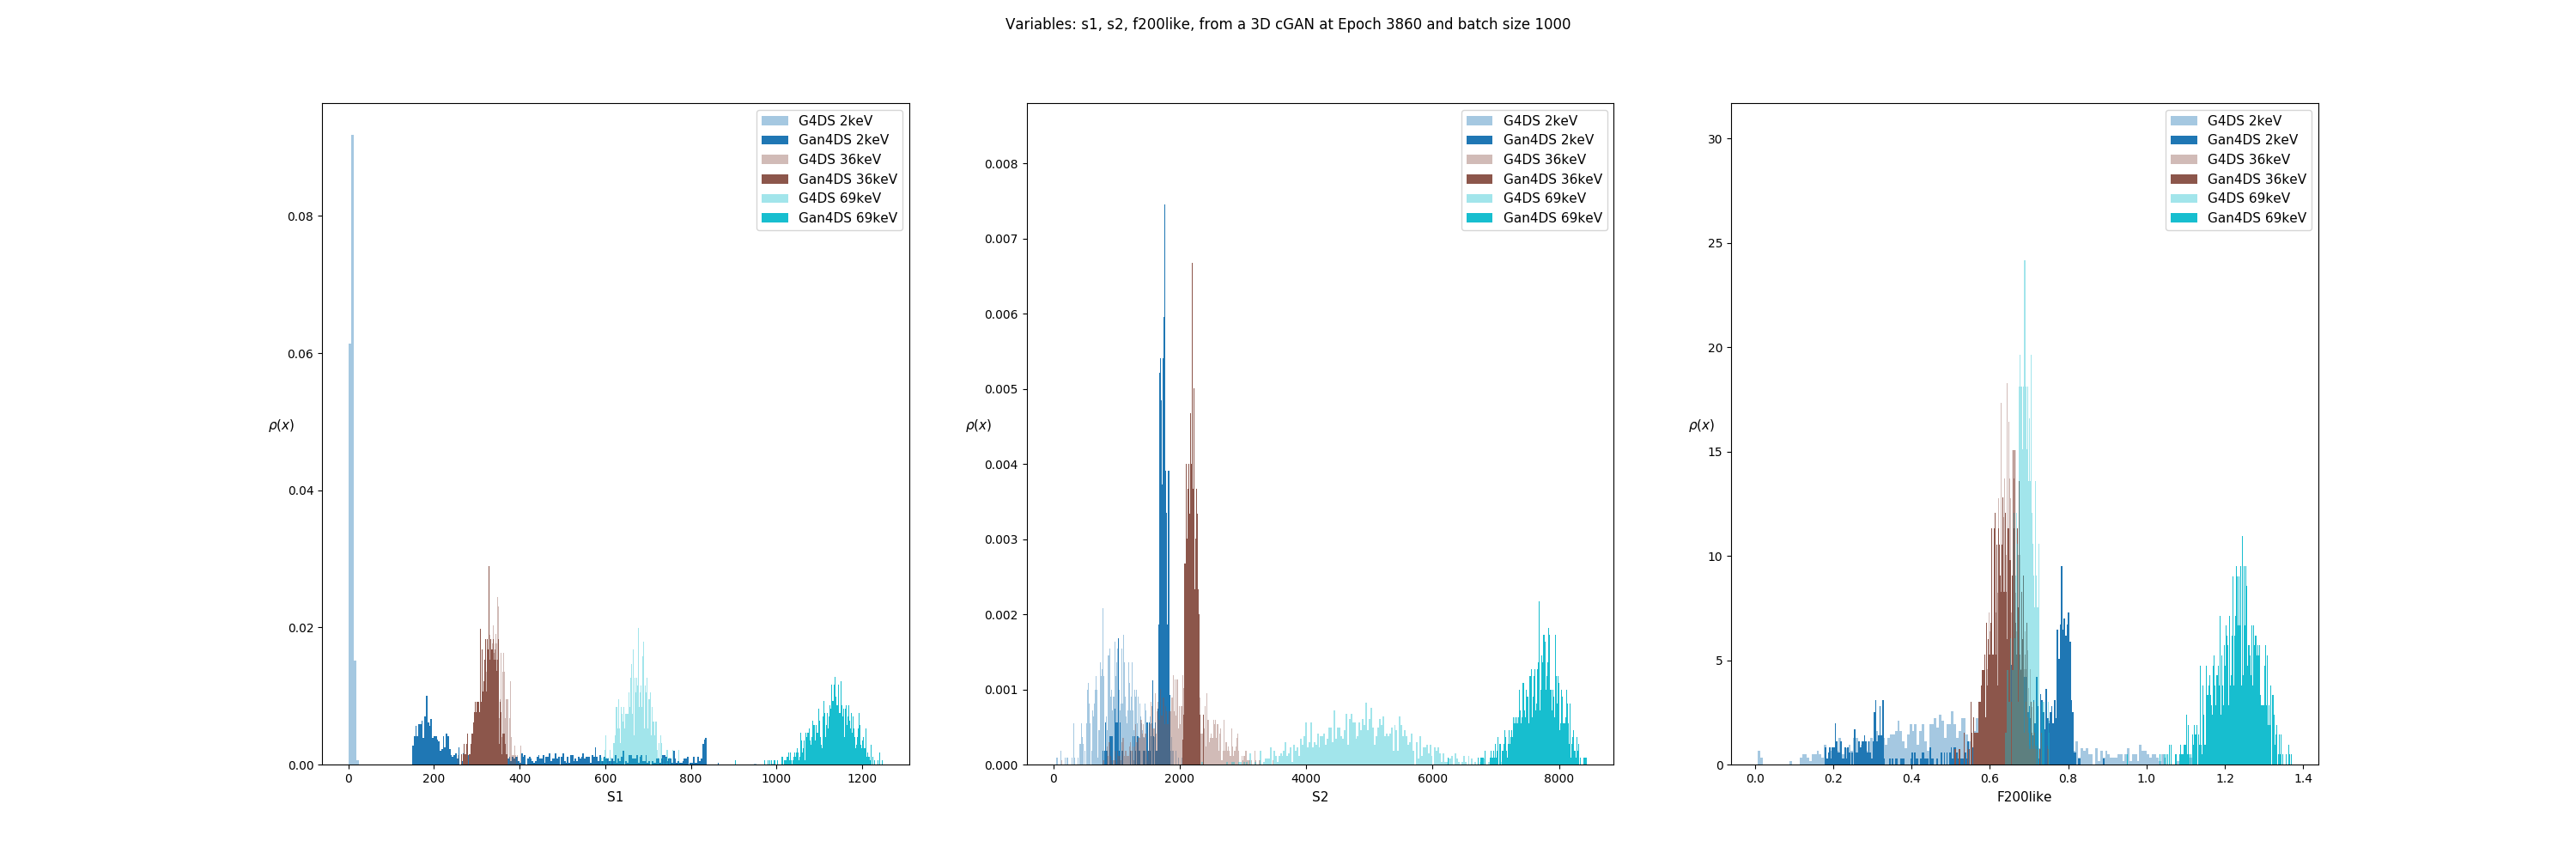 Variables: s1, s2, f200like, from a 3D cGAN at Epoch 3860 and batch size 1000
G4DS 2keV
Gan4DS 2keV
G4DS 36keV
Gan4DS 36keV
G4DS 69keV
Gan4DS 69keV
0.08
0.06
0.04
0.02
0.00
ρ(x)
0 200 400 600 800 1000 1200
S1
G4DS 2keV
Gan4DS 2keV
G4DS 36keV
Gan4DS 36keV
G4DS 69keV
Gan4DS 69keV
0.008
0.007
0.006
0.005
0.004
0.003
0.002
0.001
0.000
ρ(x)
0 2000 4000 6000 8000
S2
G4DS 2keV
Gan4DS 2keV
G4DS 36keV
Gan4DS 36keV
G4DS 69keV
Gan4DS 69keV
30
25
20
15
10
5
0
ρ(x)
0.0 0.2 0.4 0.6 0.8 1.0 1.2 1.4
F200like